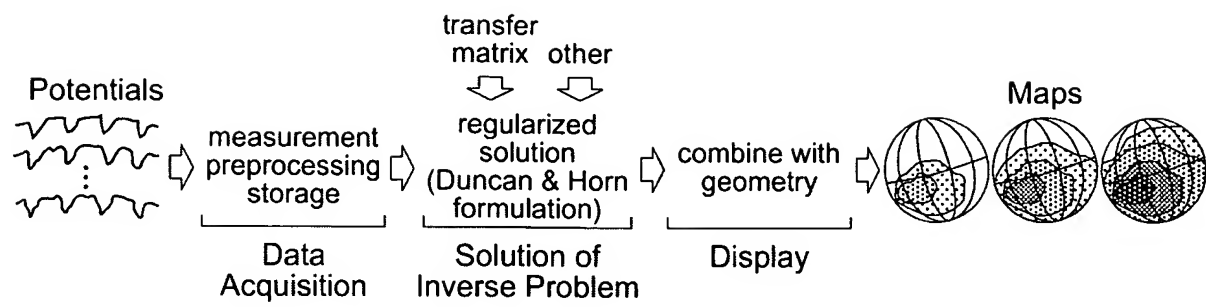 Potentials
measurement
preprocessing
storage
Data
Acquisition
transfer
matrix
other
regularized
solution
(Duncan & Horn
formulation)
Solution of
Inverse Problem
combine with
geometry
Display
Maps